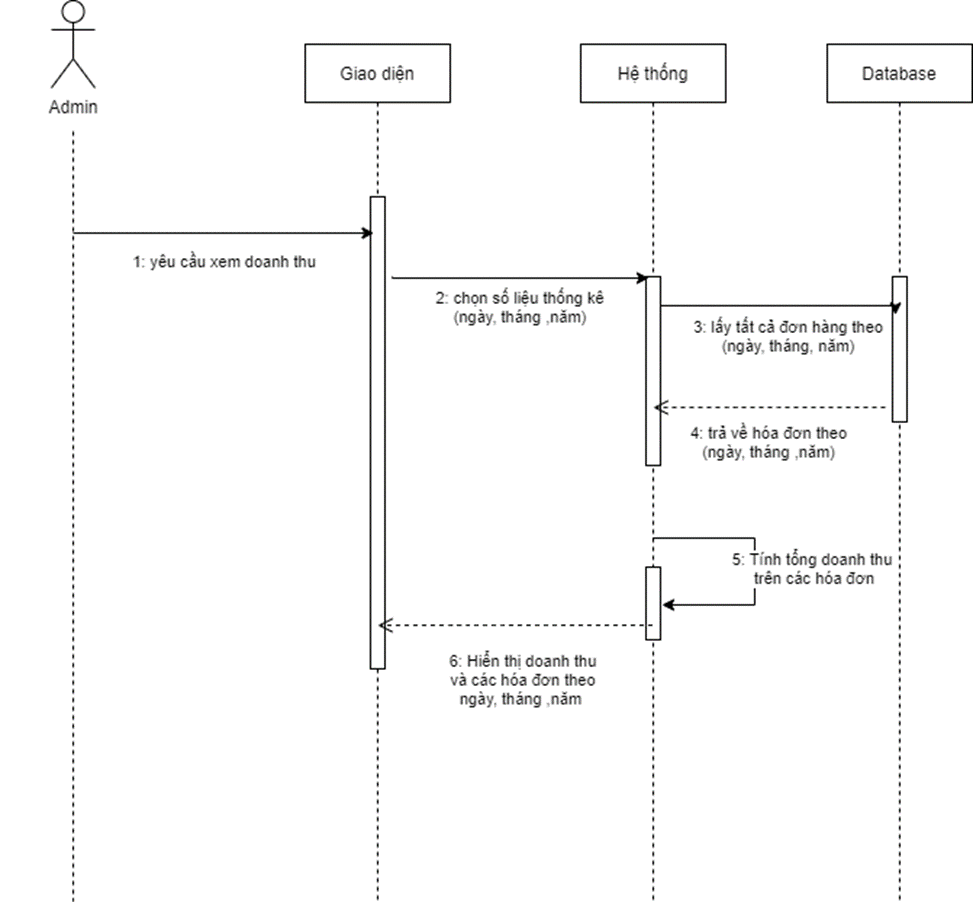 Admin
Giao diện
Hệ thống
Database
1: yêu cầu xem doanh thu
2: chọn số liệu thống kê
(ngày, tháng ,năm)
3: lấy tất cả đơn hàng theo
(ngày, tháng, năm)
4: trả về hóa đơn theo
(ngày, tháng ,năm)
5: Tính tổng doanh thu
trên các hóa đơn
6: Hiển thị doanh thu
và các hóa đơn theo
ngày, tháng ,năm